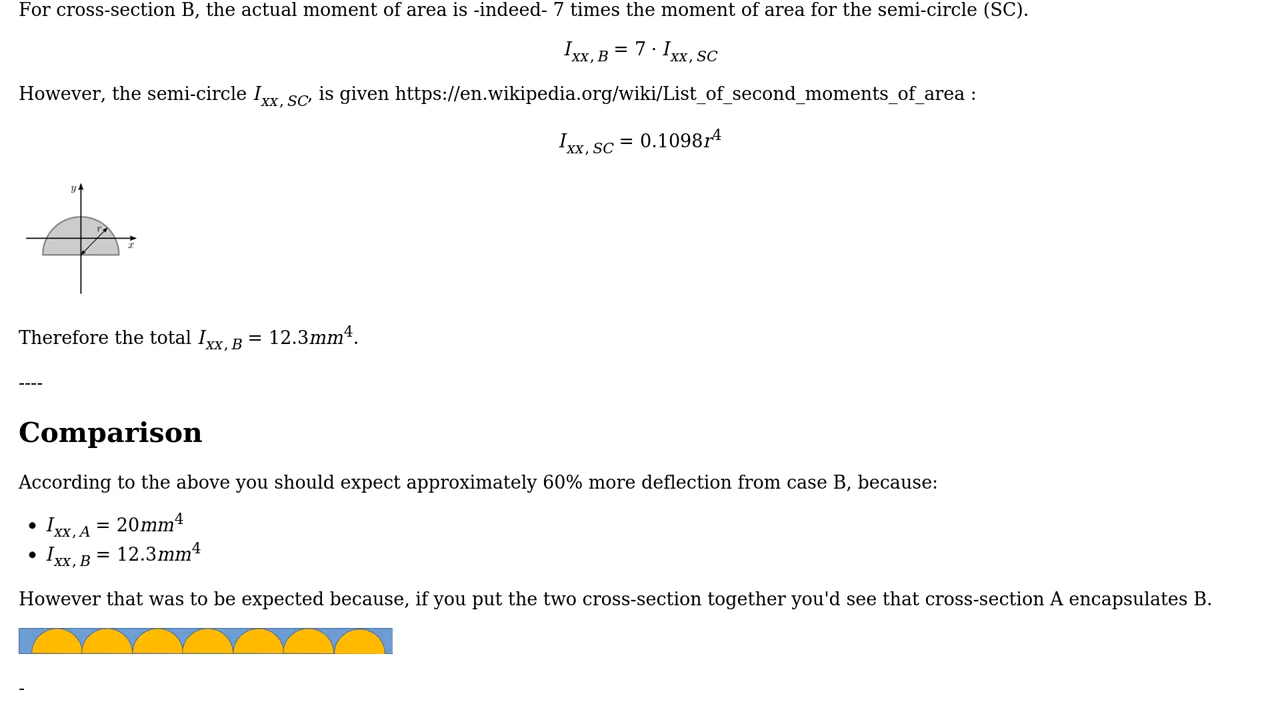 For cross-section B, the actual moment of area is -indeed- 7 times the moment of area for the semi-circle (SC).
I_{xx, B} = 7 · I_{xx, SC}
However, the semi-circle I_{xx, SC}, is given https://en.wikipedia.org/wiki/List_of_second_moments_of_area :
I_{xx, SC} = 0.1098r^4
y
r
x
Therefore the total I_{xx, B} = 12.3mm^4.
----
Comparison
According to the above you should expect approximately 60% more deflection from case B, because:
• I_{xx, A} = 20mm^4
• I_{xx, B} = 12.3mm^4
However that was to be expected because, if you put the two cross-section together you'd see that cross-section A encapsulates B.
-